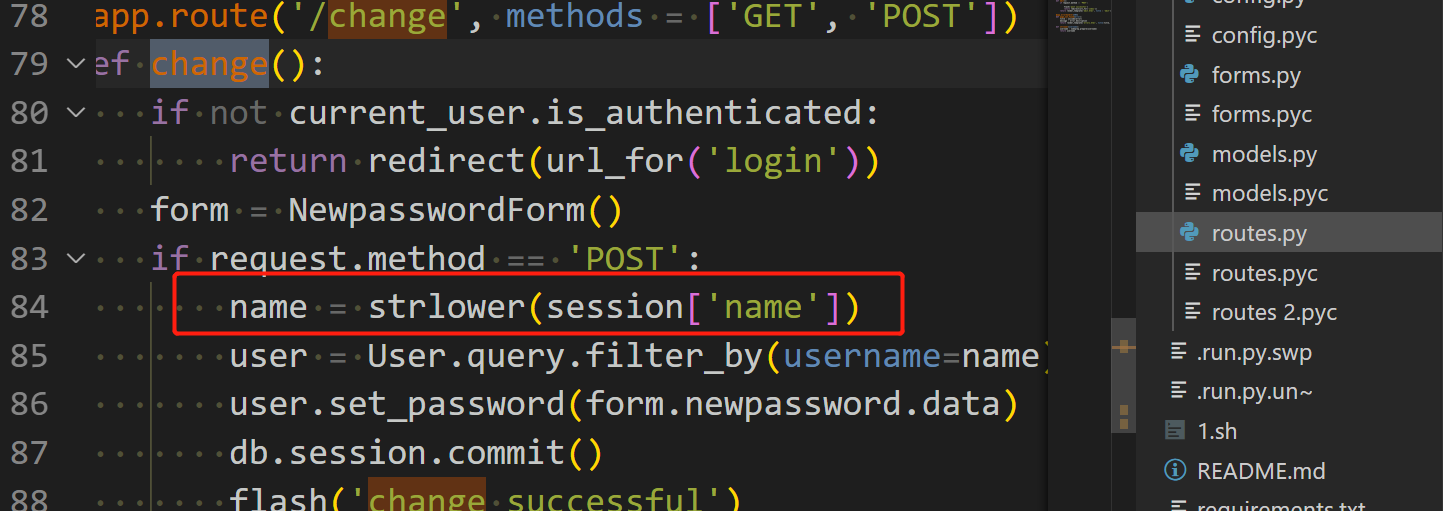 78 app.route('/change', methods = ['GET', 'POST'])
79 ef change():
80 if not current_user.is_authenticated:
81 return redirect(url_for('login'))
82 form = NewpasswordForm()
83 if request.method == 'POST':
84 name = strlower(session['name'])
85 user = User.query.filter_by(username=name)
86 user.set_password(form.newpassword.data)
87 db.session.commit()
88 flash('change successful')
config.py
config.pyc
forms.py
forms.pyc
models.py
models.pyc
routes.py
routes.pyc
routes 2.pyc
.run.py.swp
.run.py.un~
1.sh
README.md
requirements.txt